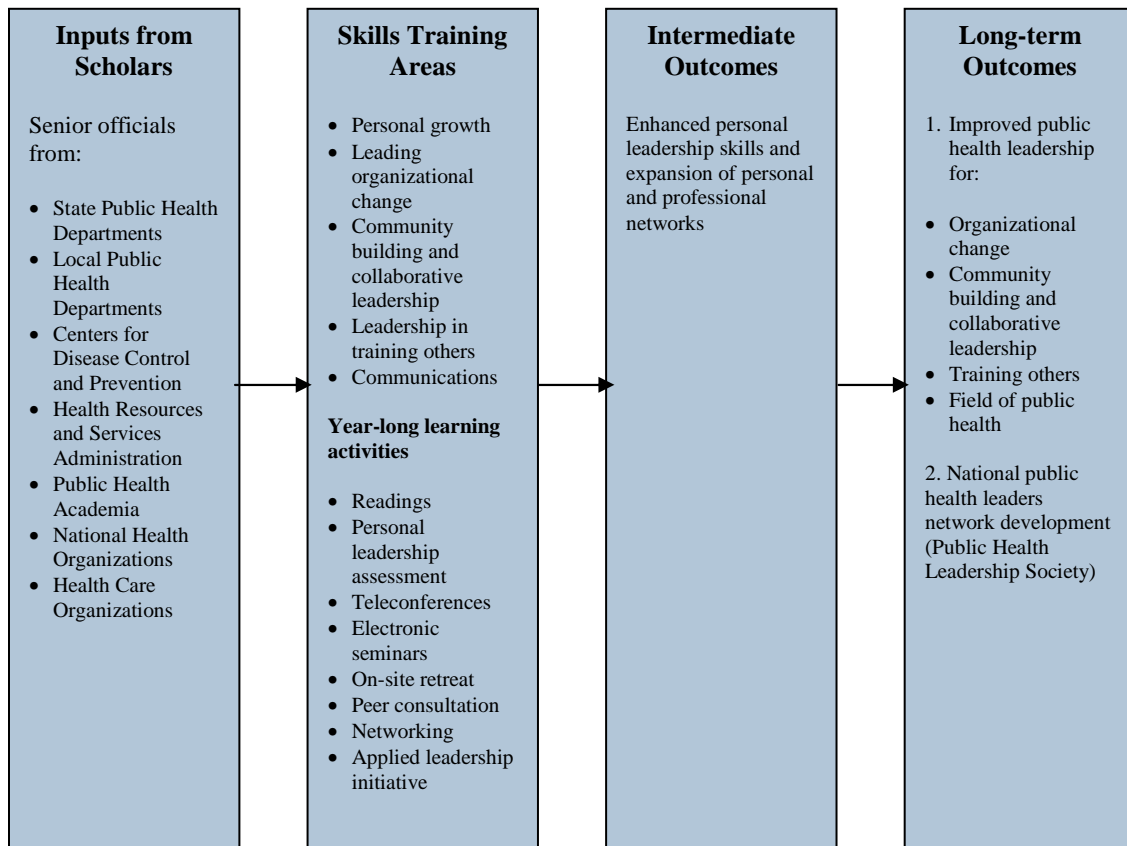 Inputs from
Scholars
Senior officials
from:
• State Public Health
Departments
• Local Public
Health
Departments
• Centers for
Disease Control
and Prevention
• Health Resources
and Services
Administration
• Public Health
Academia
• National Health
Organizations
• Health Care
Organizations
Skills Training
Areas
• Personal growth
• Leading
organizational
change
• Community
building and
collaborative
leadership
• Leadership in
training others
• Communications
Year-long learning
activities
• Readings
• Personal
leadership
assessment
• Teleconferences
• Electronic
seminars
• On-site retreat
• Peer consultation
• Networking
• Applied leadership
initiative
Intermediate
Outcomes
Enhanced personal
leadership skills and
expansion of personal
and professional
networks
Long-term
Outcomes
1. Improved public
health leadership
for:
• Organizational
change
• Community
building and
collaborative
leadership
• Training others
• Field of public
health
2. National public
health leaders
network development
(Public Health
Leadership Society)